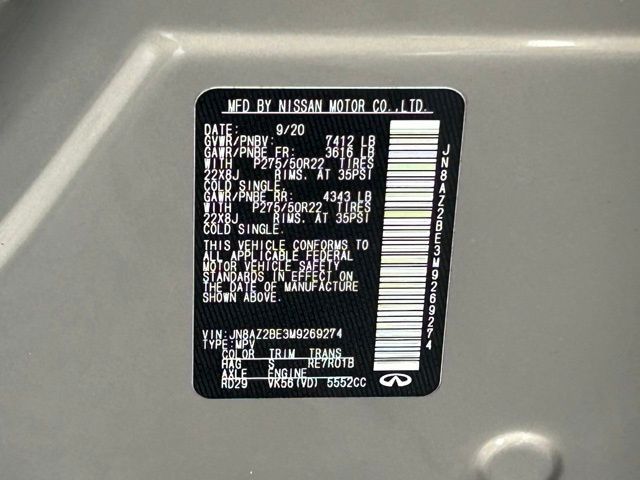 MFD BY NISSAN MOTOR CO.,LTD.
DATE: 9/20
GVWR/PNBV: 7412 LB
GAWR/PNBE FR: 3616 LB
WITH P275/50R22 TIRES
22X8J RIMS. AT 35PSI
COLD SINGLE.
GAWR/PNBE RR: 4343 LB
WITH P275/50R22 TIRES
22X8J RIMS. AT 35PSI
COLD SINGLE.
THIS VEHICLE CONFORMS TO
ALL APPLICABLE FEDERAL
MOTOR VEHICLE SAFETY
STANDARDS IN EFFECT ON
THE DATE OF MANUFACTURE
SHOWN ABOVE.
VIN:JN8AZ2BE3M9269274
TYPE:MPV
COLOR TRIM TRANS
HAG S RE7R01B
AXLE ENGINE
RD29 VK56(VD) 5552CC
JN8AZ2BE3M9269274